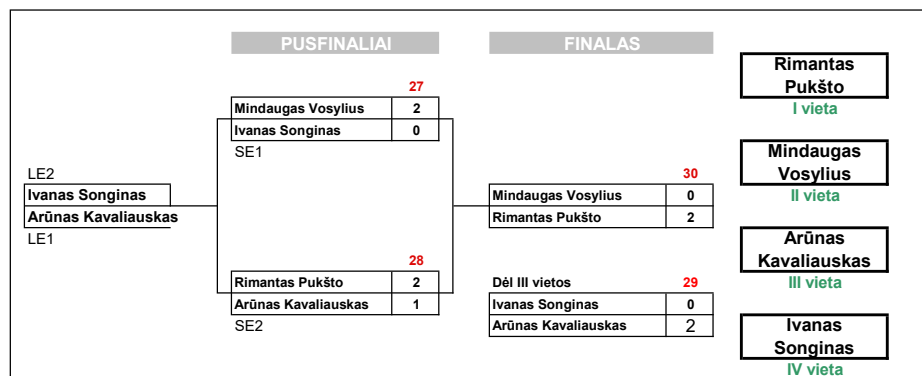 PUSFINALIAI
FINALAS
27
Mindaugas Vosylius 2
Ivanas Songinas 0
SE1
LE2
Ivanas Songinas
Arūnas Kavaliauskas
LE1
28
Rimantas Pukšto 2
Arūnas Kavaliauskas 1
SE2
30
Mindaugas Vosylius 0
Rimantas Pukšto 2
Dėl III vietos 29
Ivanas Songinas 0
Arūnas Kavaliauskas 2
Rimantas
Pukšto
I vieta
Mindaugas
Vosylius
II vieta
Arūnas
Kavaliauskas
III vieta
Ivanas
Songinas
IV vieta